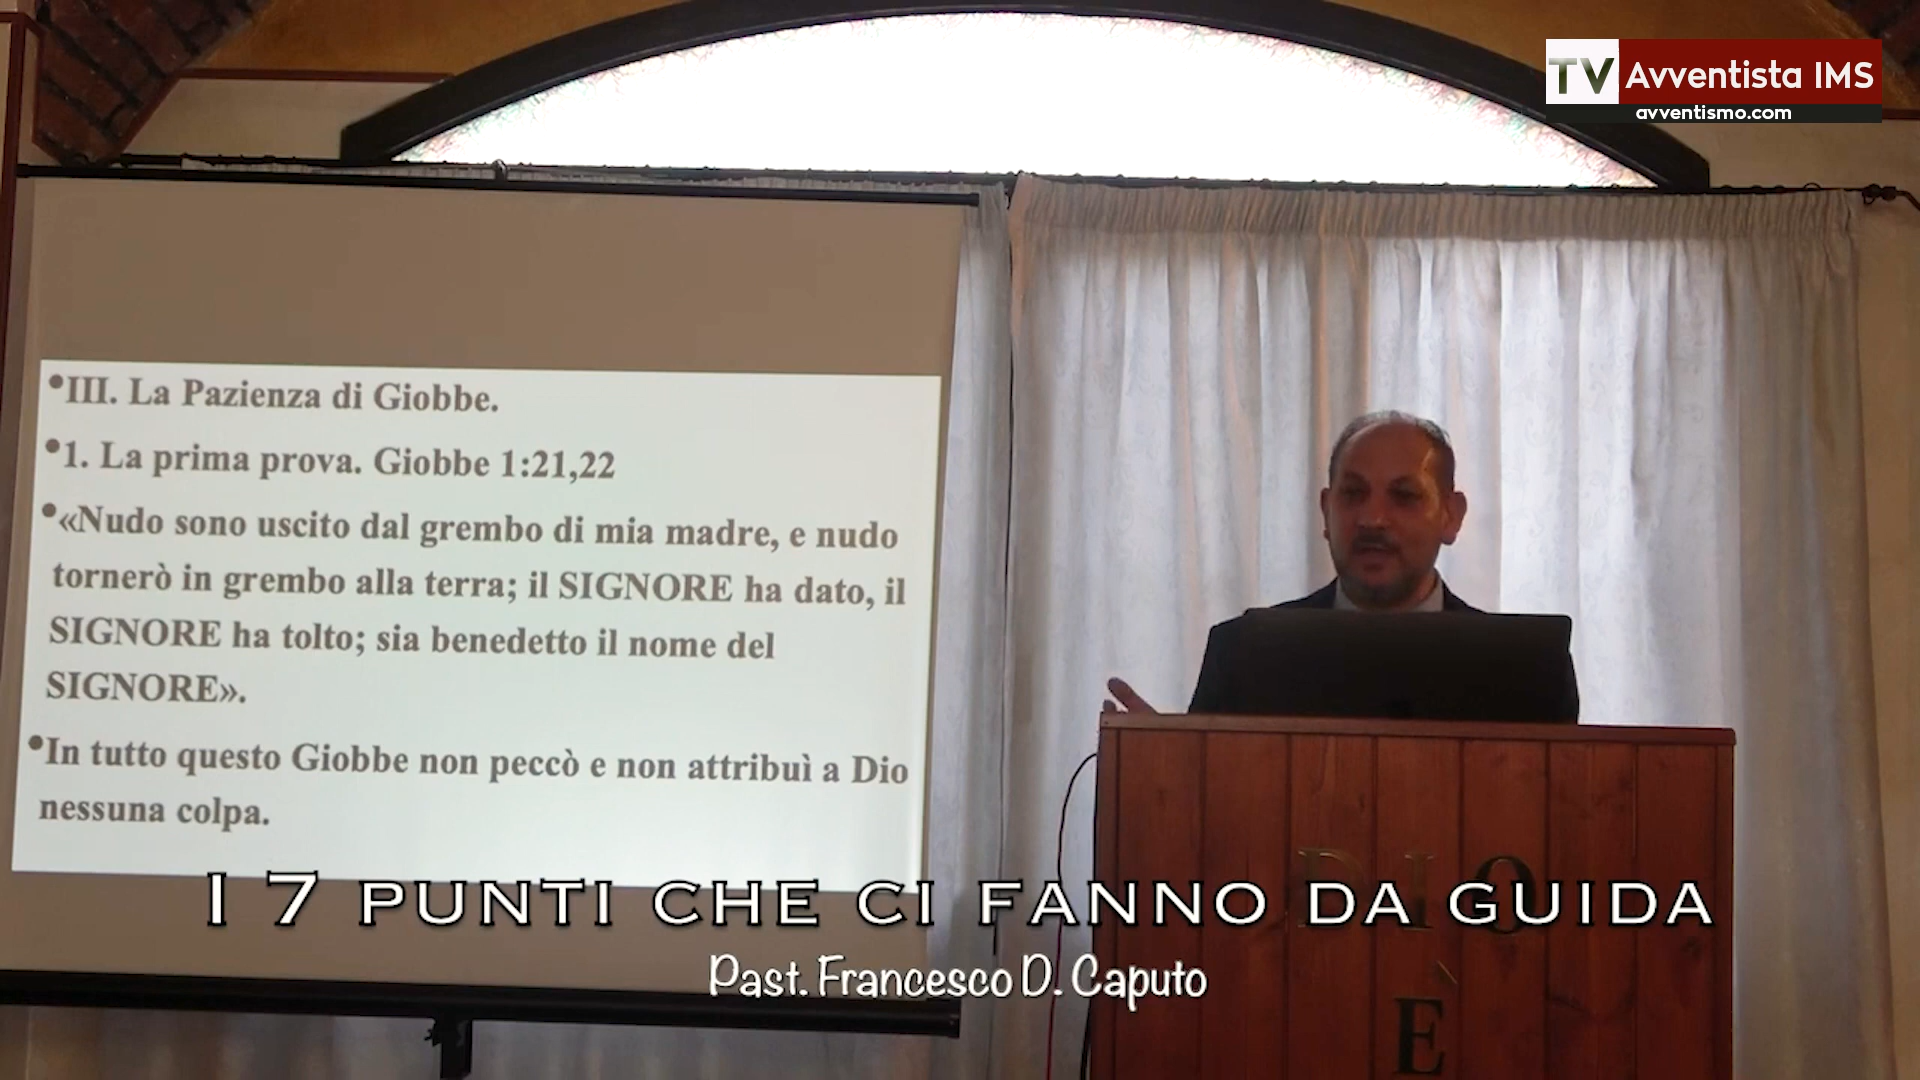 TV Avventista IMS
avventismo.com
•III. La Pazienza di Giobbe.
•1. La prima prova. Giobbe 1:21,22
•«Nudo sono uscito dal grembo di mia madre, e nudo
tornerò in grembo alla terra; il SIGNORE ha dato, il
SIGNORE ha tolto; sia benedetto il nome del
SIGNORE».
•In tutto questo Giobbe non peccò e non attribuì a Dio
nessuna colpa.
I 7 PUNTI CHE CI FANNO DA GUIDA
Past. Francesco D. Caputo
DIO
È